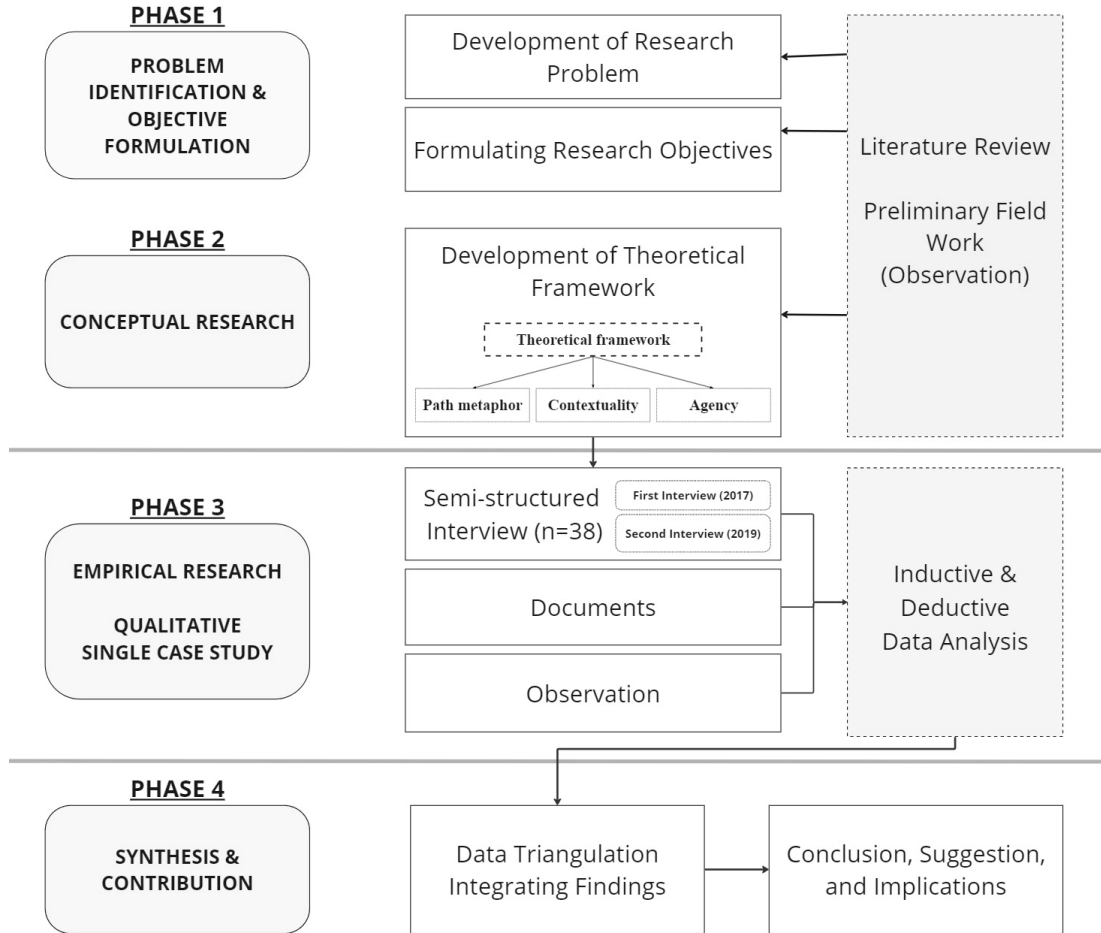 PHASE 1
PROBLEM
IDENTIFICATION &
OBJECTIVE
FORMULATION
Development of Research
Problem
Formulating Research Objectives
Literature Review
Preliminary Field
Work
(Observation)
PHASE 2
CONCEPTUAL RESEARCH
Development of Theoretical
Framework
Theoretical framework
Path metaphor
Contextuality
Agency
PHASE 3
EMPIRICAL RESEARCH
QUALITATIVE
SINGLE CASE STUDY
Semi-structured
Interview (n=38)
First Interview (2017)
Second Interview (2019)
Documents
Observation
Inductive &
Deductive
Data Analysis
PHASE 4
SYNTHESIS &
CONTRIBUTION
Data Triangulation
Integrating Findings
Conclusion, Suggestion,
and Implications